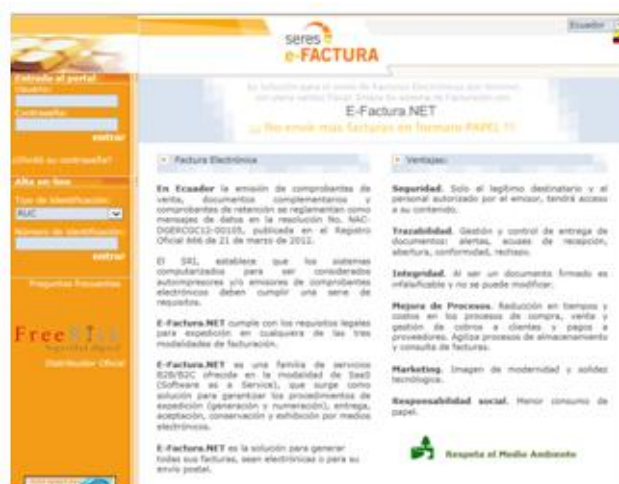 Ecuador
seres
e-FACTURA
Entrada al portal
Usuario:
Contraseña:
entrar
¿Olvidó su contraseña?
Alta on-line
Tipo de identificación:
RUC
Número de identificación:
entrar
Preguntas frecuentes
Distribuidor Oficial
E-Factura.NET
¡¡ No envíe más facturas en formato PAPEL !!
Factura Electrónica
En Ecuador la emisión de comprobantes de
venta, documentos complementarios y
comprobantes de retención se reglamentan como
mensajes de datos en la resolución No. NAC-
DGERCGC12-00105, publicada en el Registro
Oficial 666 de 21 de marzo de 2012.
El SRI, establece que los sistemas
computarizados para ser considerados
autoimpresores y/o emisores de comprobantes
electrónicos deben cumplir una serie de
requisitos.
E-Factura.NET cumple con los requisitos legales
para expedición en cualquiera de las tres
modalidades de facturación.
E-Factura.NET es una familia de servicios
B2B/B2C ofrecida en la modalidad de SaaS
(Software as a Service), que surge como
solución para garantizar los procedimientos de
expedición (generación y numeración), entrega,
aceptación, conservación y exhibición por medios
electrónicos.
E-Factura.NET es la solución para generar
todas sus facturas, sean electrónicas o para su
envío postal.
Ventajas:
Seguridad. Solo el legítimo destinatario y el
personal autorizado por el emisor, tendrá acceso
a su contenido.
Trazabilidad. Gestión y control de entrega de
documentos: alertas, acuses de recepción,
abertura, conformidad, rechazo.
Integridad. Al ser un documento firmado es
infalsificable y no se puede modificar.
Mejora de Procesos. Reducción en tiempos y
costos en los procesos de compra, venta y
gestión de cobros a clientes y pagos a
proveedores. Agiliza procesos de almacenamiento
y consulta de facturas.
Marketing. Imagen de modernidad y solidez
tecnológica.
Responsabilidad social. Menor consumo de
papel.
Respeta el Medio Ambiente